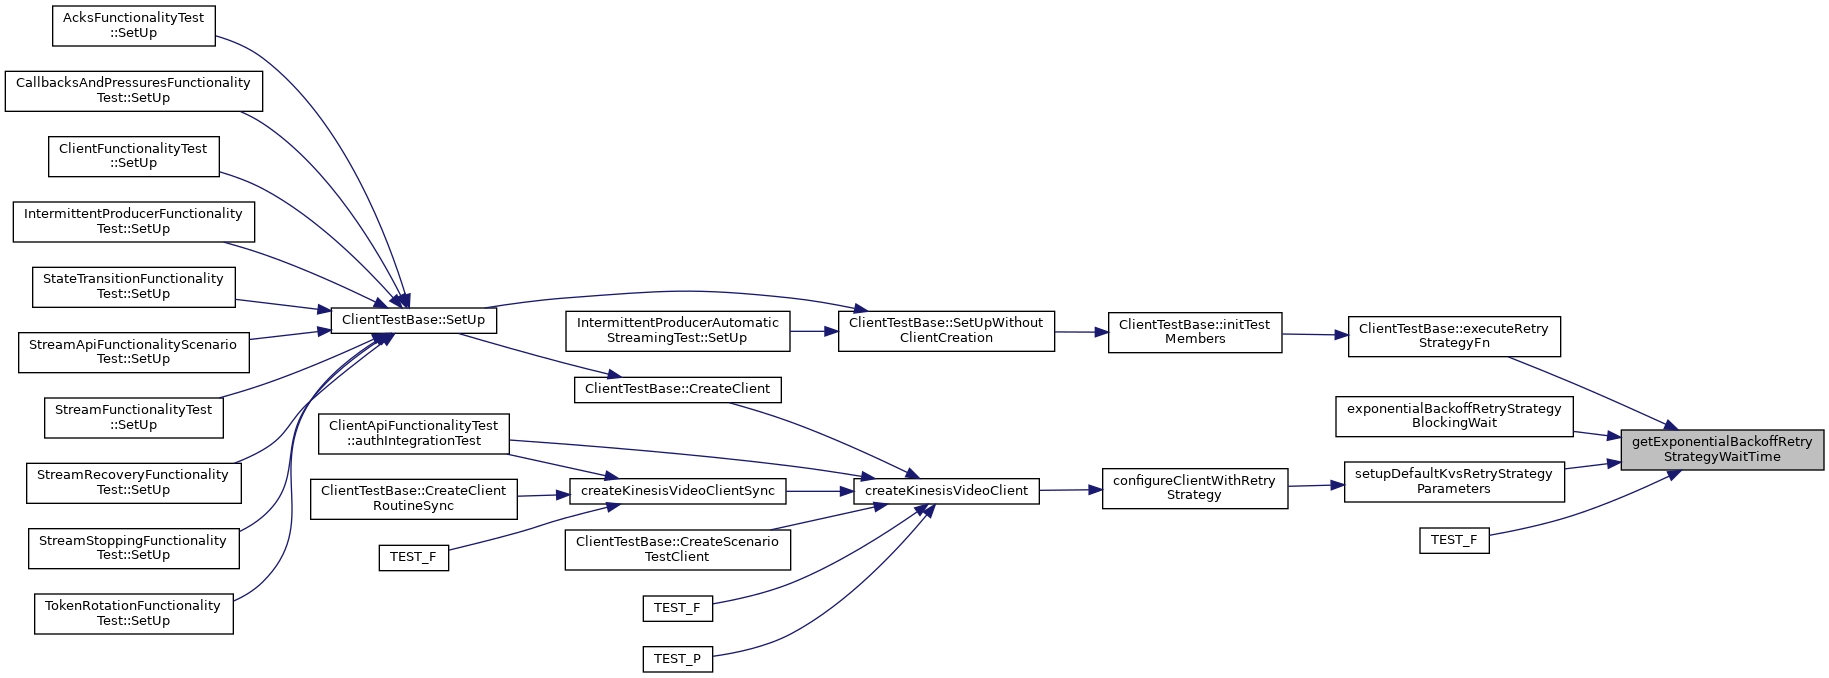 AcksFunctionalityTest
::SetUp
CallbacksAndPressuresFunctionality
Test::SetUp
ClientFunctionalityTest
::SetUp
IntermittentProducerFunctionality
Test::SetUp
StateTransitionFunctionality
Test::SetUp
StreamApiFunctionalityScenario
Test::SetUp
StreamFunctionalityTest
::SetUp
StreamRecoveryFunctionality
Test::SetUp
StreamStoppingFunctionality
Test::SetUp
TokenRotationFunctionality
Test::SetUp
ClientTestBase::SetUp
ClientApiFunctionalityTest
::authIntegrationTest
ClientTestBase::CreateClient
RoutineSync
TEST_F
IntermittentProducerAutomatic
StreamingTest::SetUp
ClientTestBase::CreateClient
createKinesisVideoClientSync
ClientTestBase::CreateScenario
TestClient
TEST_F
TEST_P
ClientTestBase::SetUpWithout
ClientCreation
createKinesisVideoClient
ClientTestBase::initTest
Members
configureClientWithRetry
Strategy
ClientTestBase::executeRetry
StrategyFn
exponentialBackoffRetryStrategy
BlockingWait
setupDefaultKvsRetryStrategy
Parameters
TEST_F
getExponentialBackoffRetry
StrategyWaitTime